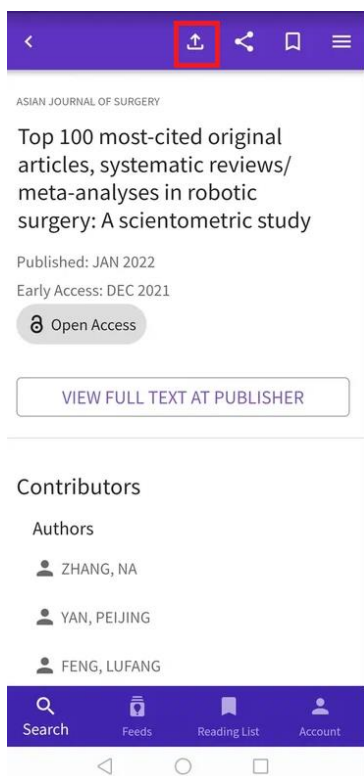 ASIAN JOURNAL OF SURGERY
Top 100 most-cited original
articles, systematic reviews/
meta-analyses in robotic
surgery: A scientometric study
Published: JAN 2022
Early Access: DEC 2021
Open Access
VIEW FULL TEXT AT PUBLISHER
Contributors
Authors
ZHANG, NA
YAN, PEIJING
FENG, LUFANG
Search Feeds Reading List Account